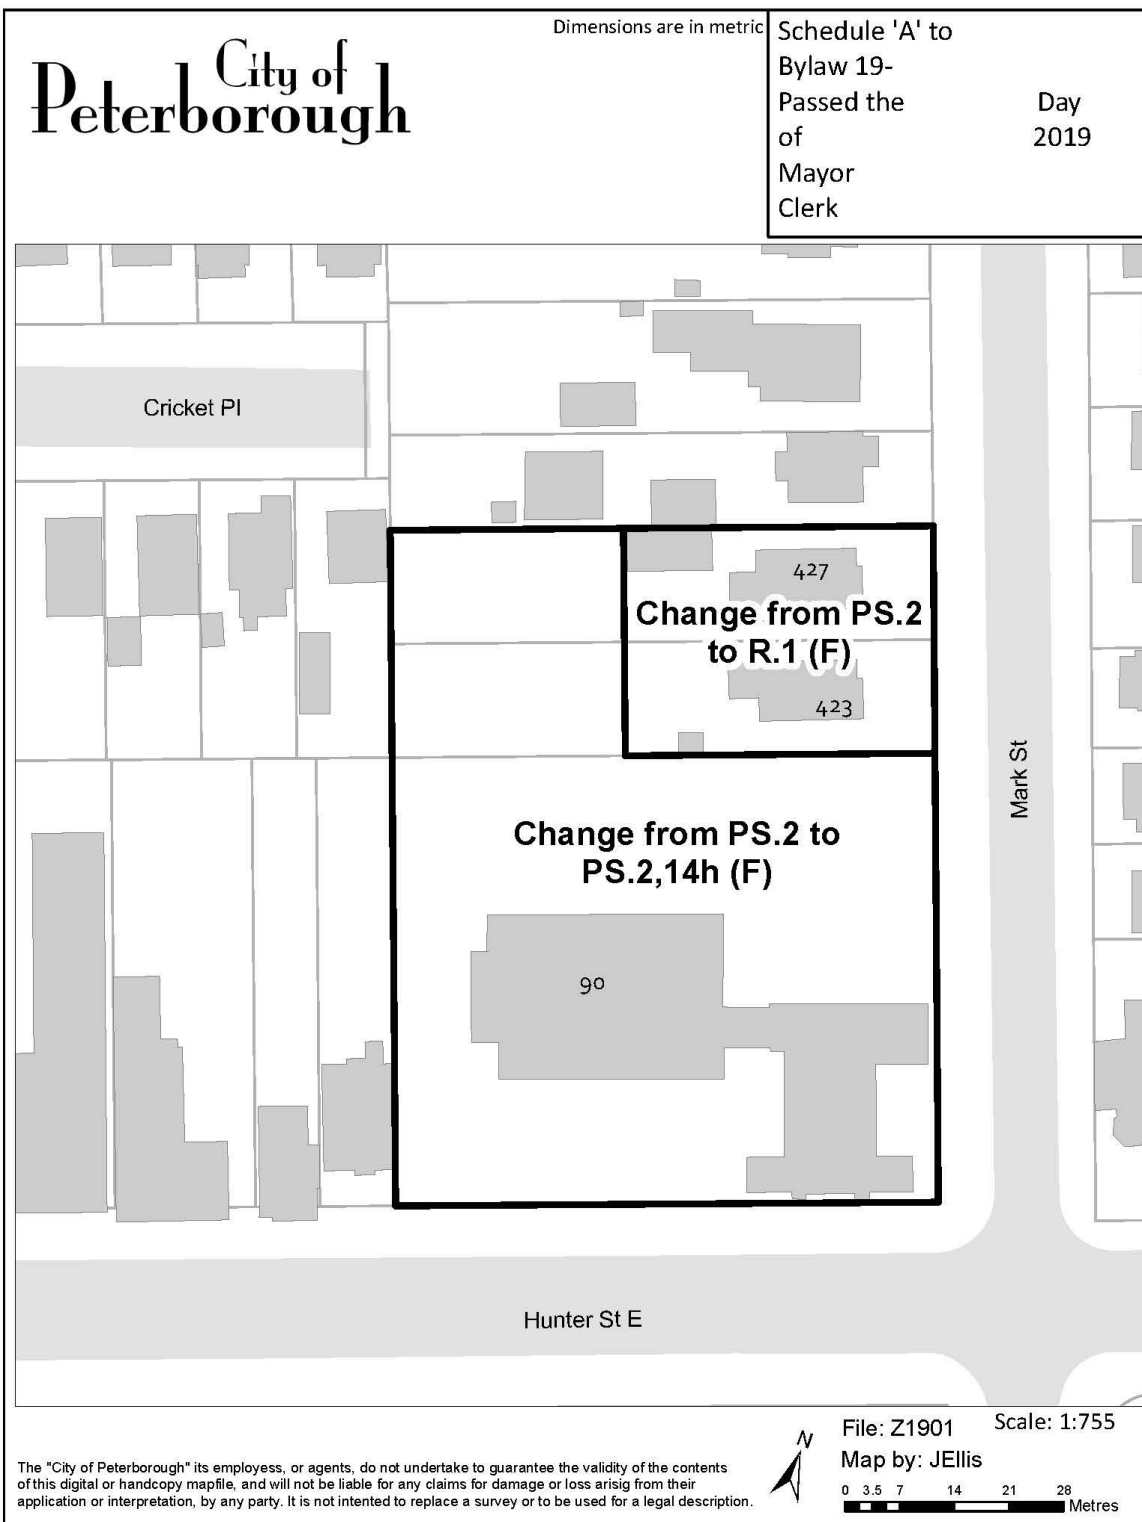 City of
Peterborough
Dimensions are in metric
Schedule 'A' to
Bylaw 19-
Passed the Day
of 2019
Mayor
Clerk
Cricket Pl
427
Change from PS.2
to R.1 (F)
423
Mark St
Change from PS.2 to
PS.2,14h (F)
90
Hunter St E
The "City of Peterborough" its employess, or agents, do not undertake to guarantee the validity of the contents
of this digital or handcopy mapfile, and will not be liable for any claims for damage or loss arisig from their
application or interpretation, by any party. It is not intended to replace a survey or to be used for a legal description.
N
File: Z1901 Scale: 1:755
Map by: JEllis
0 3.5 7 14 21 28
Metres